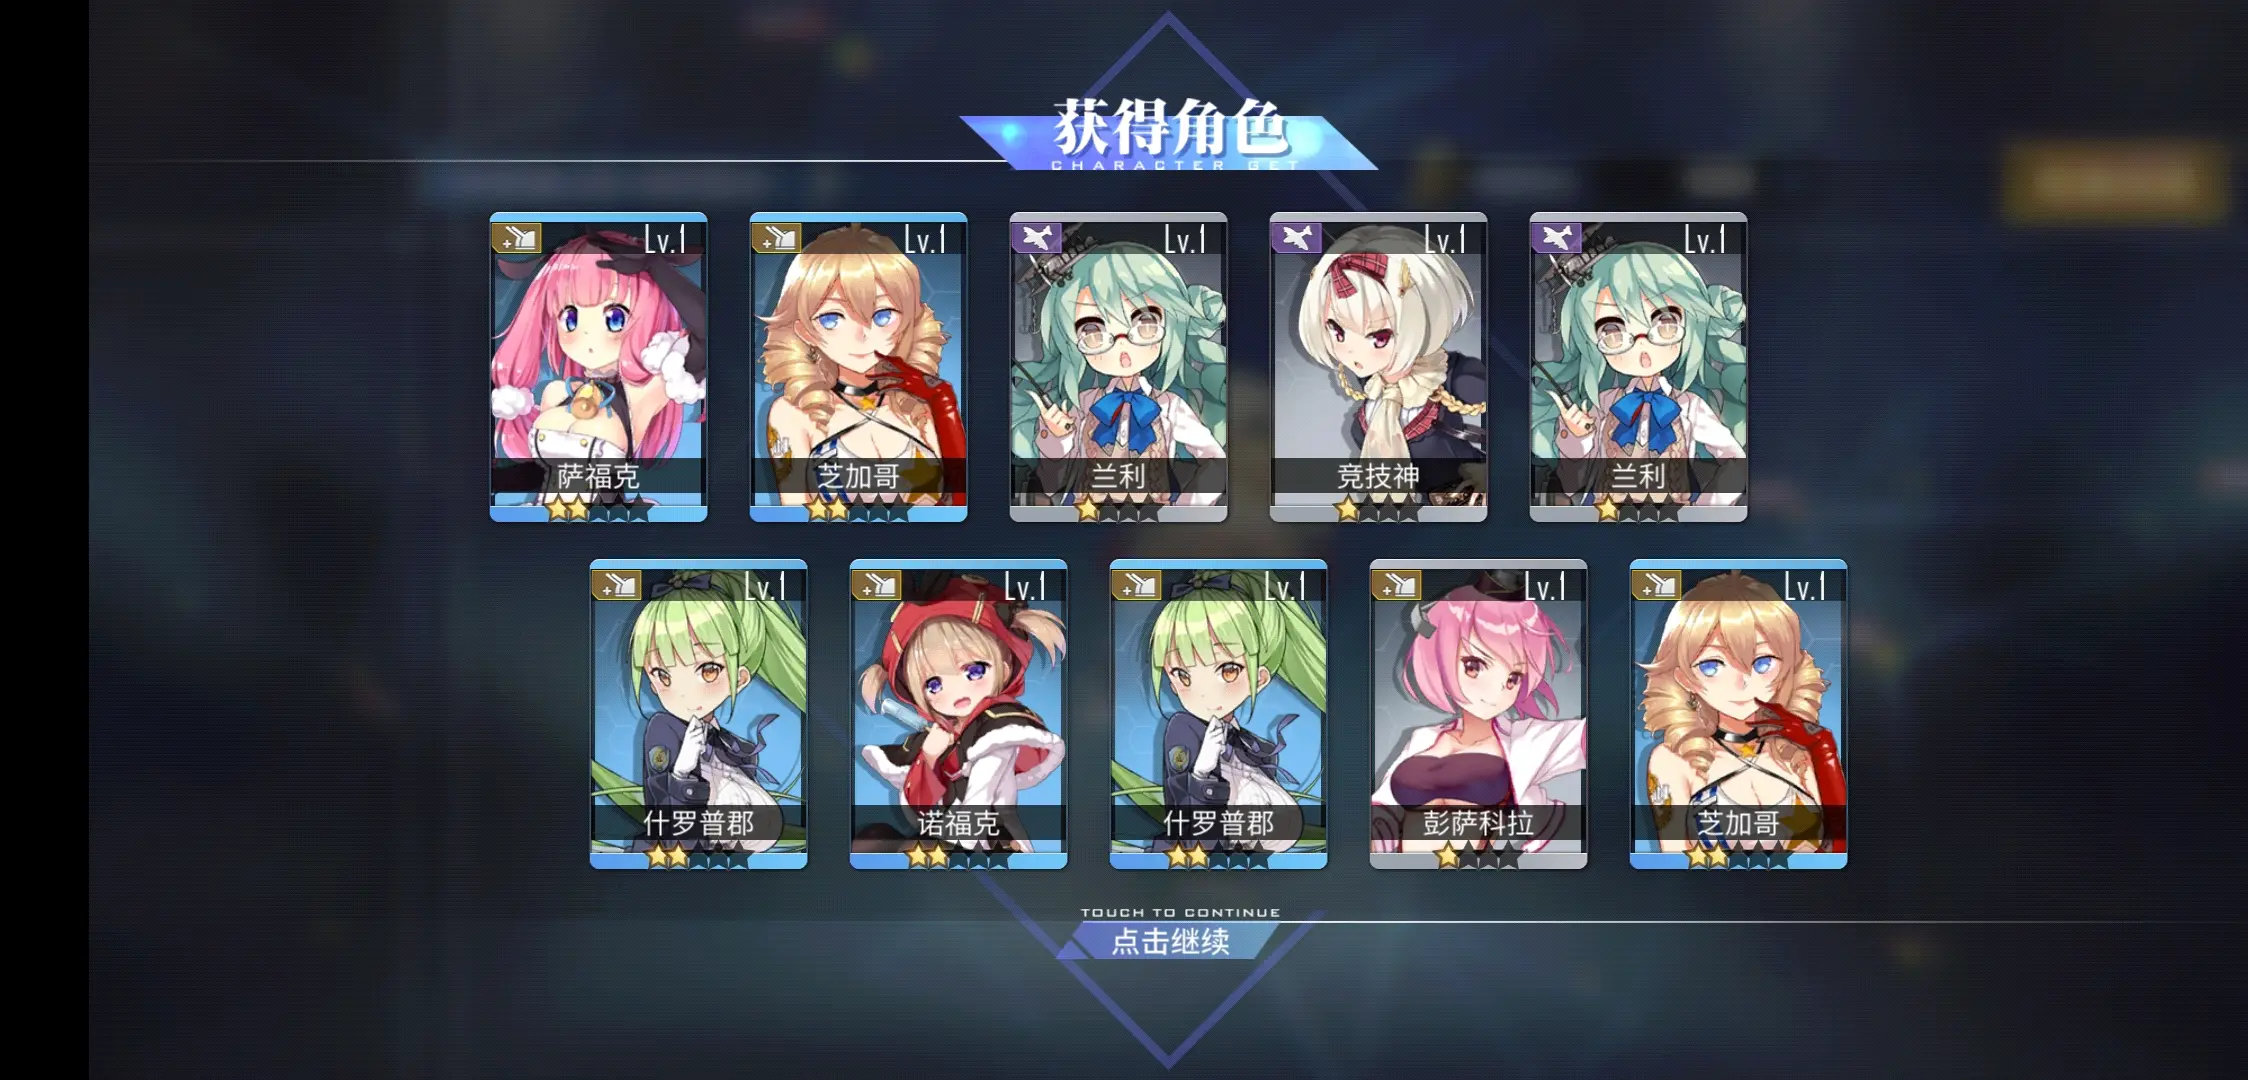 获得角色
CHARACTER GET
Lv.1
Lv.1
Lv.1
Lv.1
Lv.1
萨福克
芝加哥
兰利
竞技神
兰利
Lv.1
Lv.1
Lv.1
Lv.1
Lv.1
什罗普郡
诺福克
什罗普郡
彭萨科拉
芝加哥
TOUCH TO CONTINUE
点击继续